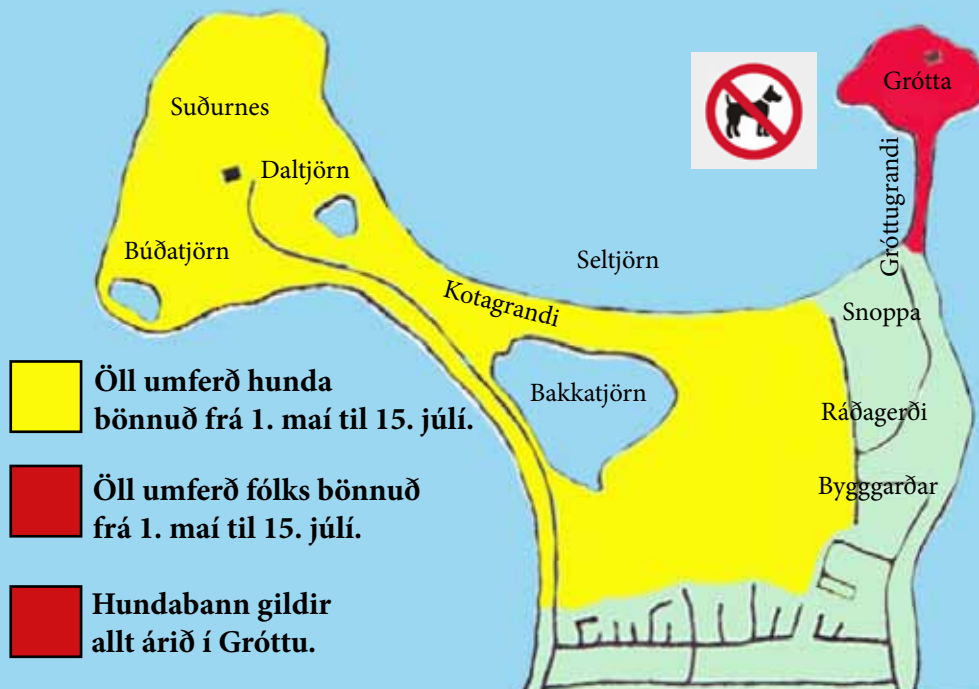 Suðurnes
Daltjörn
Búðatjörn
Grótta
Gróttugrandi
Seltjörn
Kotagrandi
Snoppa
Bakkatjörn
Ráðagerði
Bygggarðar
Öll umferð hunda
bönnuð frá 1. maí til 15. júlí.
Öll umferð fólks bönnuð
frá 1. maí til 15. júlí.
Hundabann gildir
allt árið í Gróttu.